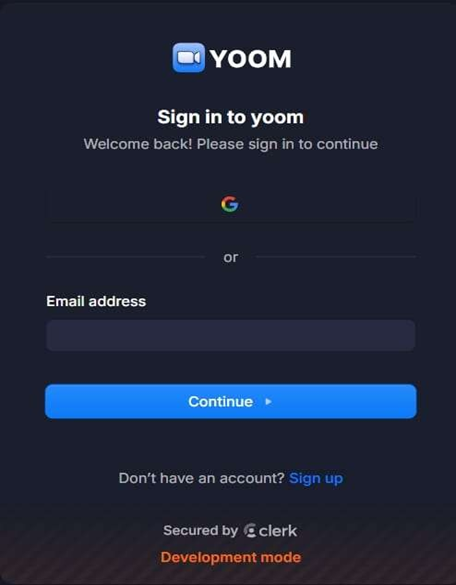 YOOM
Sign in to yoom
Welcome back! Please sign in to continue
or
Email address
Continue
Don’t have an account? Sign up
Secured by clerk
Development mode